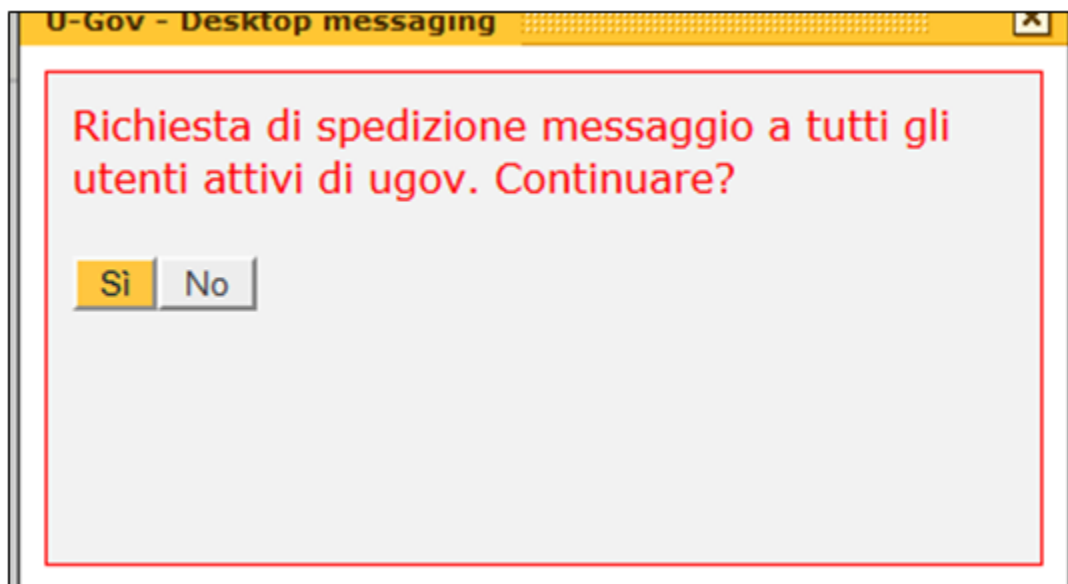 U-Gov - Desktop messaging
Richiesta di spedizione messaggio a tutti gli
utenti attivi di ugov. Continuare?
Sì No